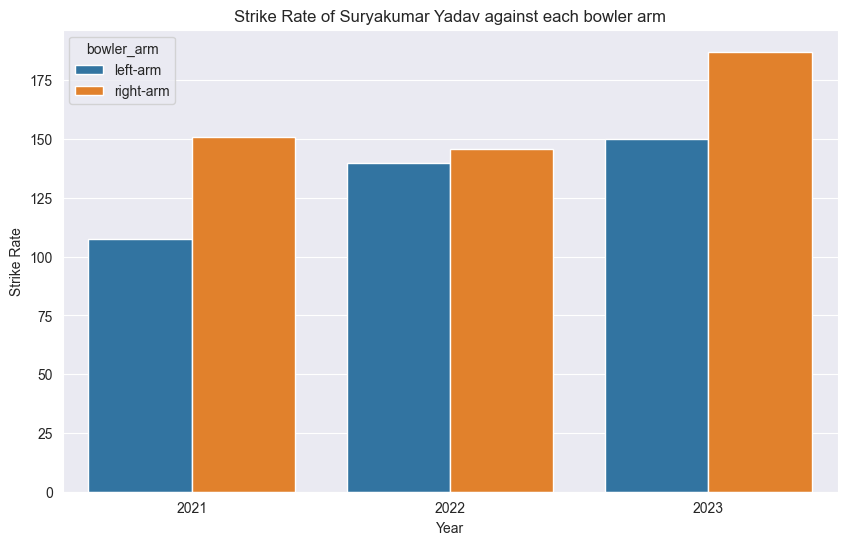 Strike Rate of Suryakumar Yadav against each bowler arm
bowler_arm
left-arm
right-arm
175
150
125
100
75
50
25
0
Strike Rate
2021
2022
2023
Year